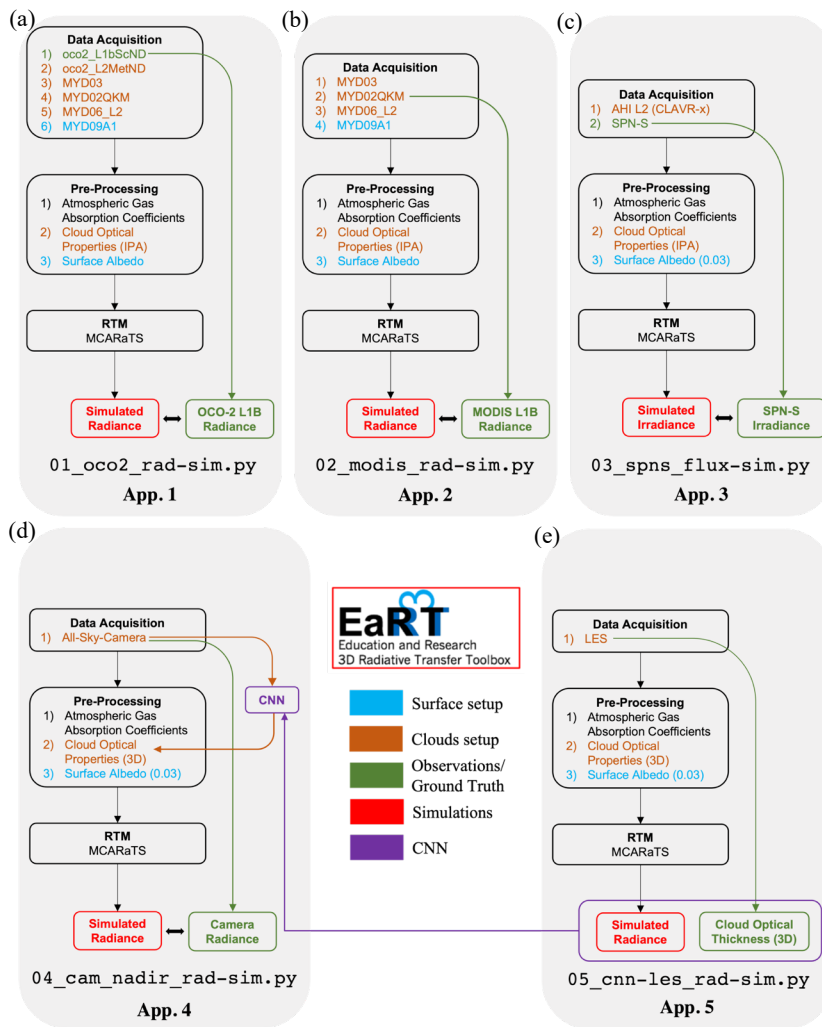 (a)
Data Acquisition
1) oco2_L1bScND
2) oco2_L2MetND
3) MYD03
4) MYD02QKM
5) MYD06_L2
6) MYD09A1
Pre-Processing
1) Atmospheric Gas
Absorption Coefficients
2) Cloud Optical
Properties (IPA)
3) Surface Albedo
RTM
MCARaTS
Simulated
Radiance
OCO-2 L1B
Radiance
01_oco2_rad-sim.py
App. 1
(b)
Data Acquisition
1) MYD03
2) MYD02QKM
3) MYD06_L2
4) MYD09A1
Pre-Processing
1) Atmospheric Gas
Absorption Coefficients
2) Cloud Optical
Properties (IPA)
3) Surface Albedo
RTM
MCARaTS
Simulated
Radiance
MODIS L1B
Radiance
02_modis_rad-sim.py
App. 2
(c)
Data Acquisition
1) AHI L2 (CLAVR-x)
2) SPN-S
Pre-Processing
1) Atmospheric Gas
Absorption Coefficients
2) Cloud Optical
Properties (IPA)
3) Surface Albedo (0.03)
RTM
MCARaTS
Simulated
Irradiance
SPN-S
Irradiance
03_spns_flux-sim.py
App. 3
(d)
Data Acquisition
1) All-Sky-Camera
CNN
Pre-Processing
1) Atmospheric Gas
Absorption Coefficients
2) Cloud Optical
Properties (3D)
3) Surface Albedo (0.03)
RTM
MCARaTS
Simulated
Radiance
Camera
Radiance
04_cam_nadir_rad-sim.py
App. 4
EaR3T
Education and Research
3D Radiative Transfer Toolbox
Surface setup
Clouds setup
Observations/
Ground Truth
Simulations
CNN
(e)
Data Acquisition
1) LES
Pre-Processing
1) Atmospheric Gas
Absorption Coefficients
2) Cloud Optical
Properties (3D)
3) Surface Albedo (0.03)
RTM
MCARaTS
Simulated
Radiance
Cloud Optical
Thickness (3D)
05_cnn-les_rad-sim.py
App. 5